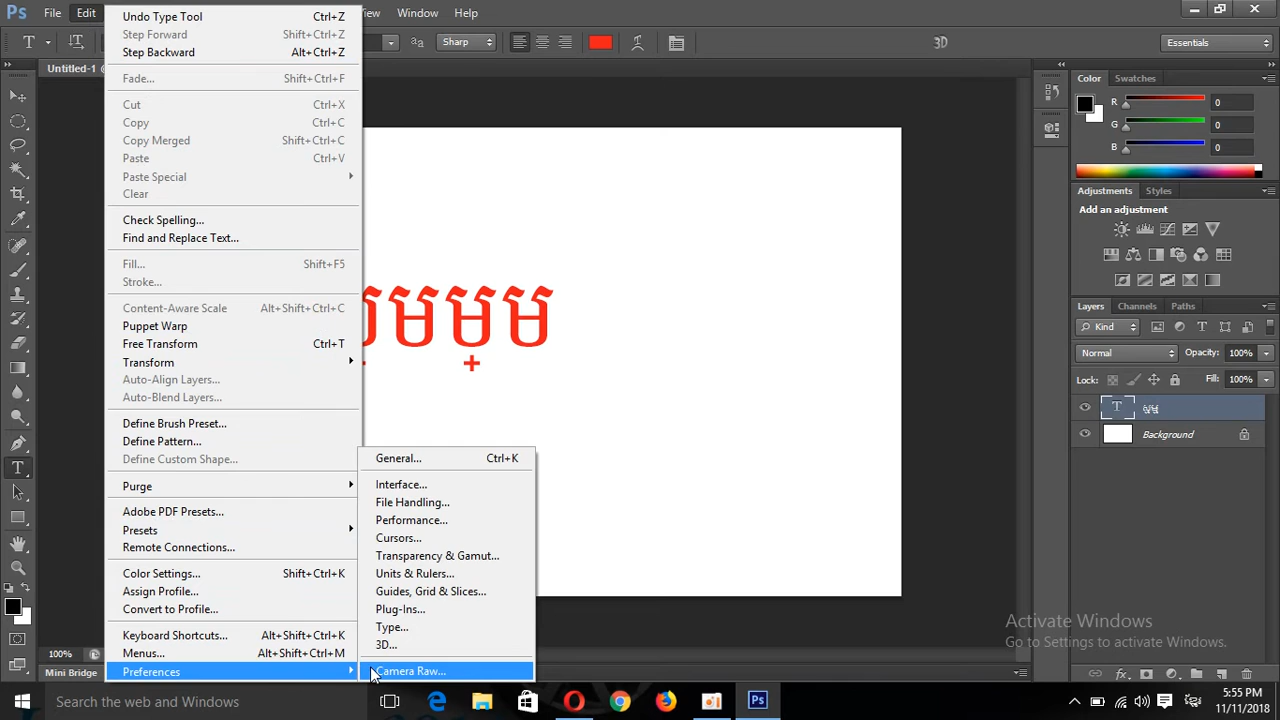 Ps File Edit View Window Help
Undo Type Tool Ctrl+Z
Step Forward Shift+Ctrl+Z
Step Backward Alt+Ctrl+Z
Fade... Shift+Ctrl+F
Cut Ctrl+X
Copy Ctrl+C
Copy Merged Shift+Ctrl+C
Paste Ctrl+V
Paste Special
Clear
Check Spelling...
Find and Replace Text...
Fill... Shift+F5
Stroke...
Content-Aware Scale Alt+Shift+Ctrl+C
Puppet Warp
Free Transform Ctrl+T
Transform
Auto-Align Layers...
Auto-Blend Layers...
Define Brush Preset...
Define Pattern...
Define Custom Shape...
Purge
Adobe PDF Presets...
Presets
Remote Connections...
Color Settings... Shift+Ctrl+K
Assign Profile...
Convert to Profile...
Keyboard Shortcuts... Alt+Shift+Ctrl+K
Menus... Alt+Shift+Ctrl+M
Preferences
General... Ctrl+K
Interface...
File Handling...
Performance...
Cursors...
Transparency & Gamut...
Units & Rulers...
Guides, Grid & Slices...
Plug-Ins...
Type...
3D...
Camera Raw...
T aa Sharp 3D Essentials
Untitled-1
Color Swatches
R 0
G 0
B 0
Adjustments Styles
Add an adjustment
Layers Channels Paths
Kind
Normal Opacity: 100%
Lock: Fill: 100%
Background
Activate Windows
Go to Settings to activate Windows.
100%
Mini Bridge
Search the web and Windows
Ps
5:55 PM
11/11/2018